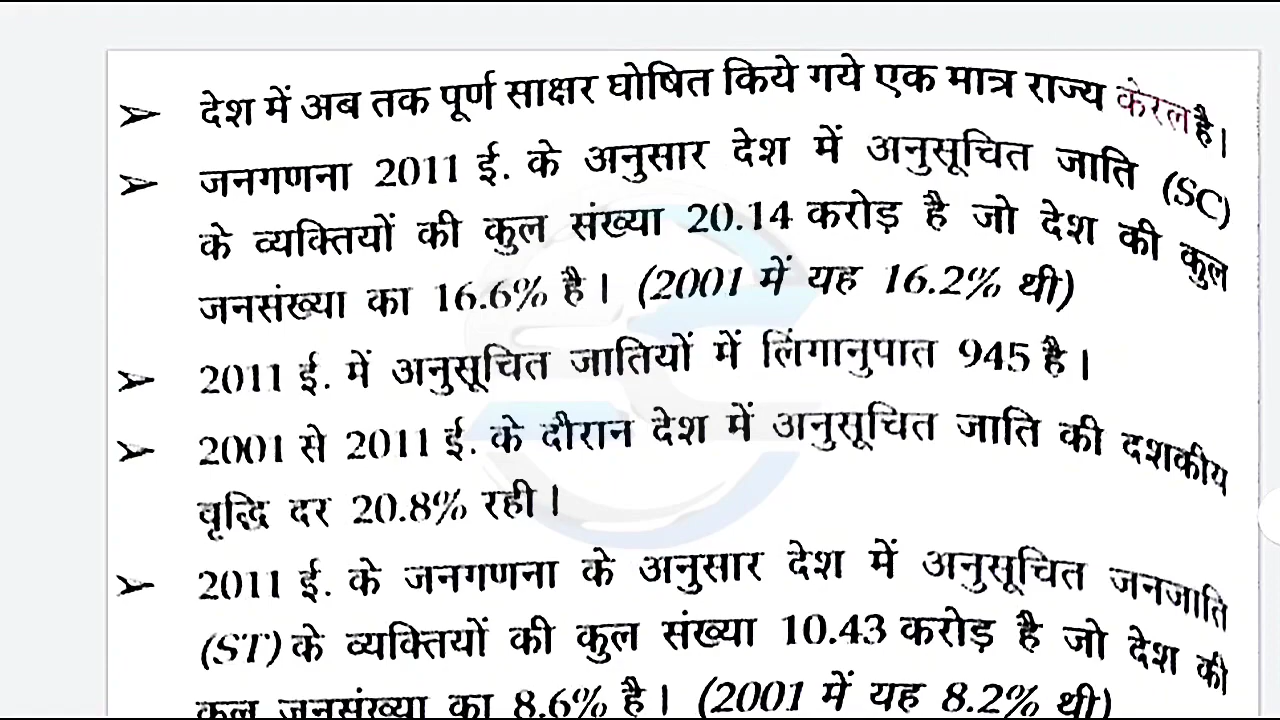 ➢ देश में अब तक पूर्ण साक्षर घोषित किये गये एक मात्र राज्य केरल है।
➢ जनगणना 2011 ई. के अनुसार देश में अनुसूचित जाति (SC)
के व्यक्तियों की कुल संख्या 20.14 करोड़ है जो देश की कुल
जनसंख्या का 16.6% है। (2001 में यह 16.2% थी)
➢ 2011 ई. में अनुसूचित जातियों में लिंगानुपात 945 है।
➢ 2001 से 2011 ई. के दौरान देश में अनुसूचित जाति की दशकीय
वृद्धि दर 20.8% रही।
➢ 2011 ई. के जनगणना के अनुसार देश में अनुसूचित जनजाति
(ST) के व्यक्तियों की कुल संख्या 10.43 करोड़ है जो देश की
कुल जनसंख्या का 8.6% है। (2001 में यह 8.2% थी)